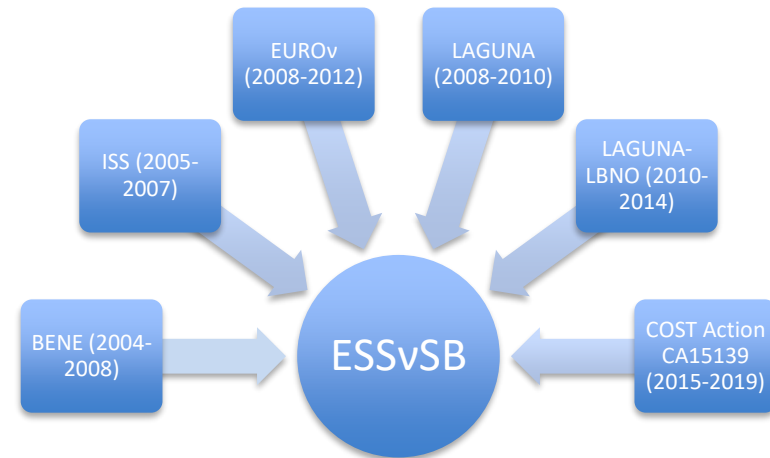 BENE (2004-
2008)
ISS (2005-
2007)
EUROν
(2008-2012)
LAGUNA
(2008-2010)
LAGUNA-
LBNO (2010-
2014)
COST Action
CA15139
(2015-2019)
ESSνSB